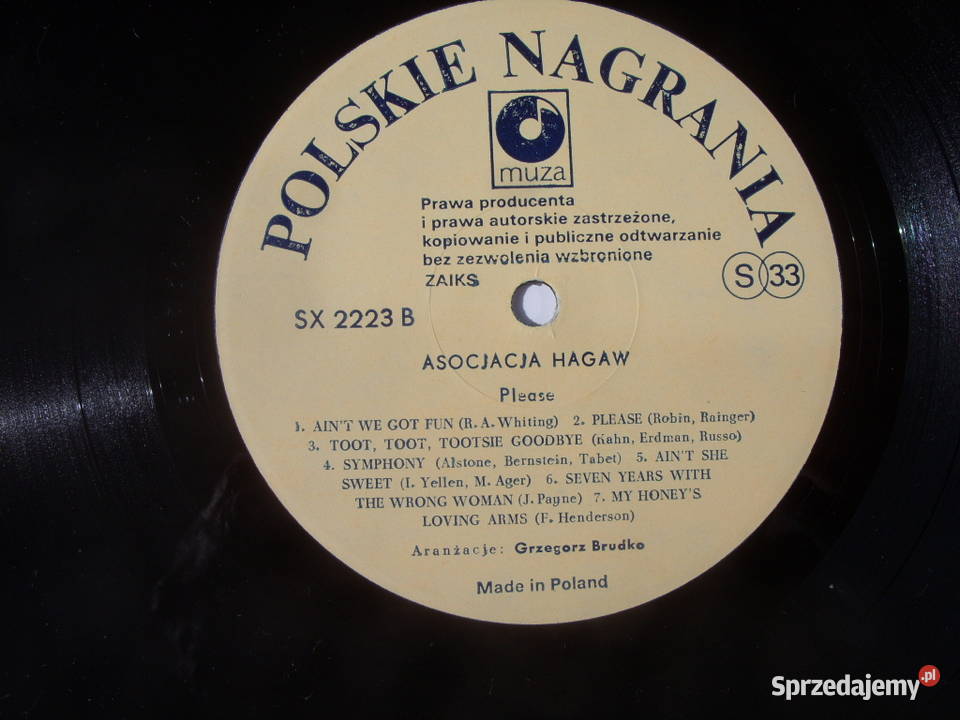 POLSKIE NAGRANIA
muza
Prawa producenta
i prawa autorskie zastrzeżone,
kopiowanie i publiczne odtwarzanie
bez zezwolenia wzbronione
ZAIKS
S 33
SX 2223 B
ASOCJACJA HAGAW
Please
1. AIN'T WE GOT FUN (R. A. Whiting) 2. PLEASE (Robin, Rainger)
3. TOOT, TOOT, TOOTSIE GOODBYE (Kahn, Erdman, Russo)
4. SYMPHONY (Alstone, Bernstein, Tabet) 5. AIN'T SHE
SWEET (I. Yellen, M. Ager) 6. SEVEN YEARS WITH
THE WRONG WOMAN (J. Payne) 7. MY HONEY'S
LOVING ARMS (F. Henderson)
Aranżacje: Grzegorz Brudko
Made in Poland
Sprzedajemy.pl